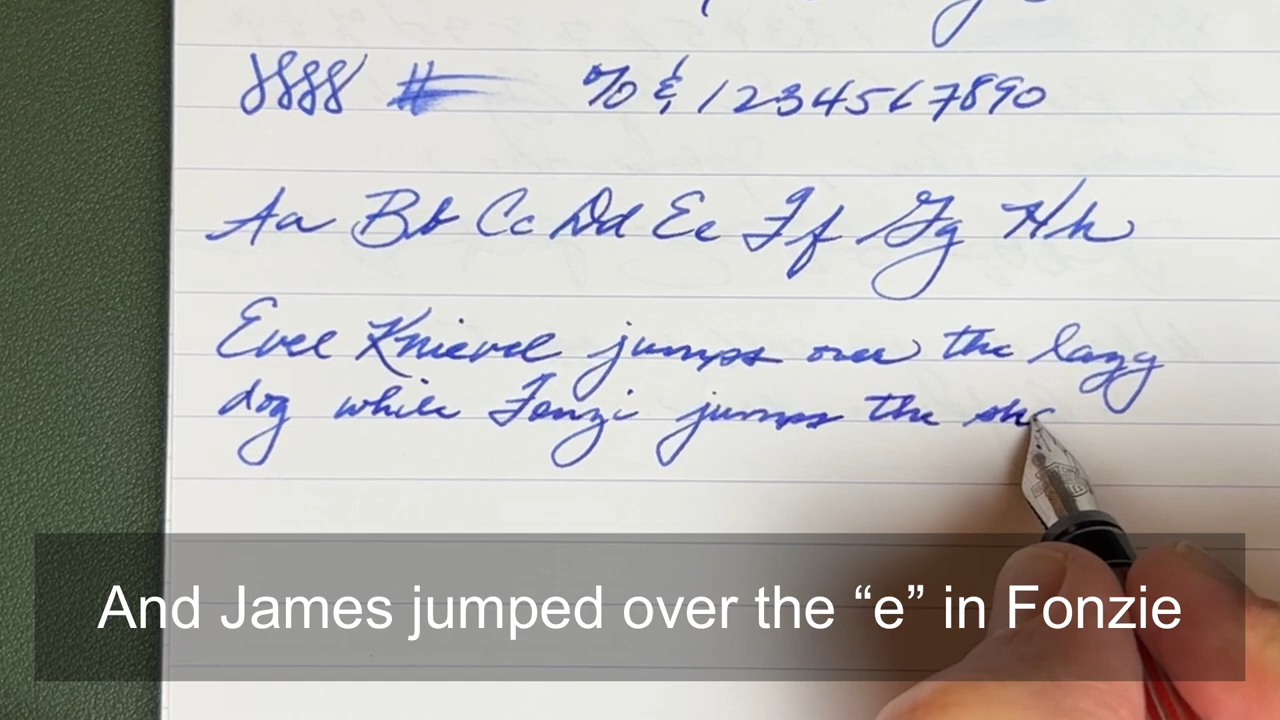 # % & 1234567890
Aa Bb Cc Dd Ee Ff Gg Hh
Evel Knievel jumps over the lazy
dog while Fonzi jumps the sha
And James jumped over the “e” in Fonzie